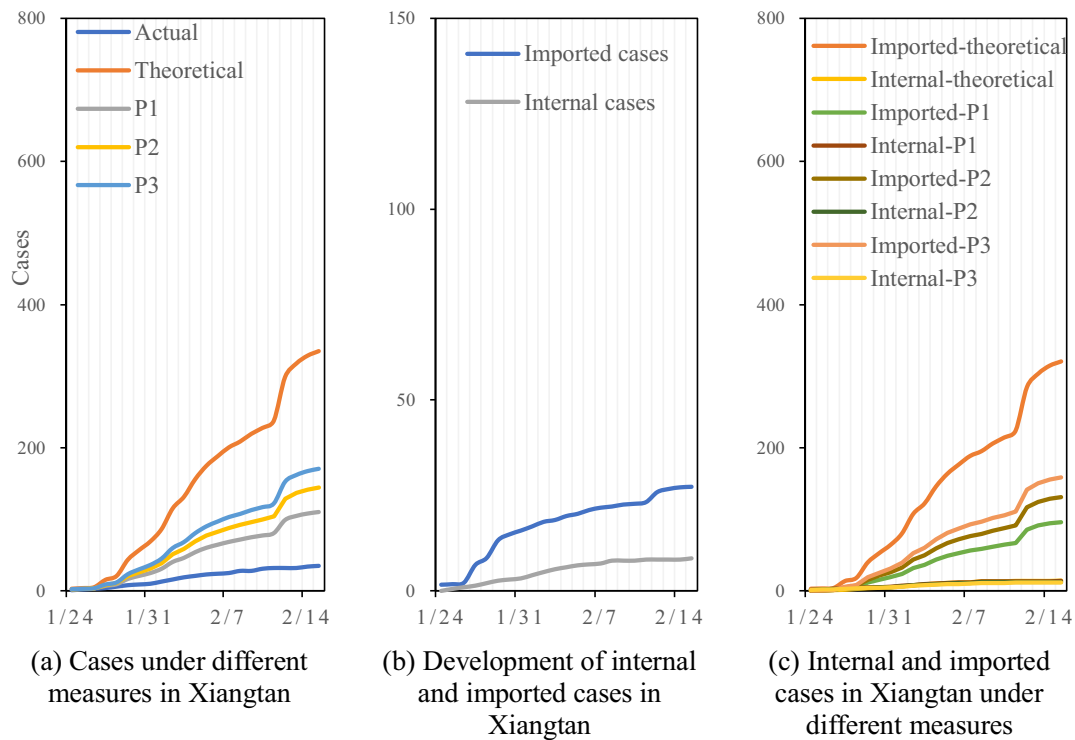 800
600
400
200
0
Cases
Actual
Theoretical
P1
P2
P3
1/24
1/31
2/7
2/14
(a) Cases under different
measures in Xiangtan
150
100
50
0
Imported cases
Internal cases
1/24
1/31
2/7
2/14
(b) Development of internal
and imported cases in
Xiangtan
800
600
400
200
0
Imported-theoretical
Internal-theoretical
Imported-P1
Internal-P1
Imported-P2
Internal-P2
Imported-P3
Internal-P3
1/24
1/31
2/7
2/14
(c) Internal and imported
cases in Xiangtan under
different measures